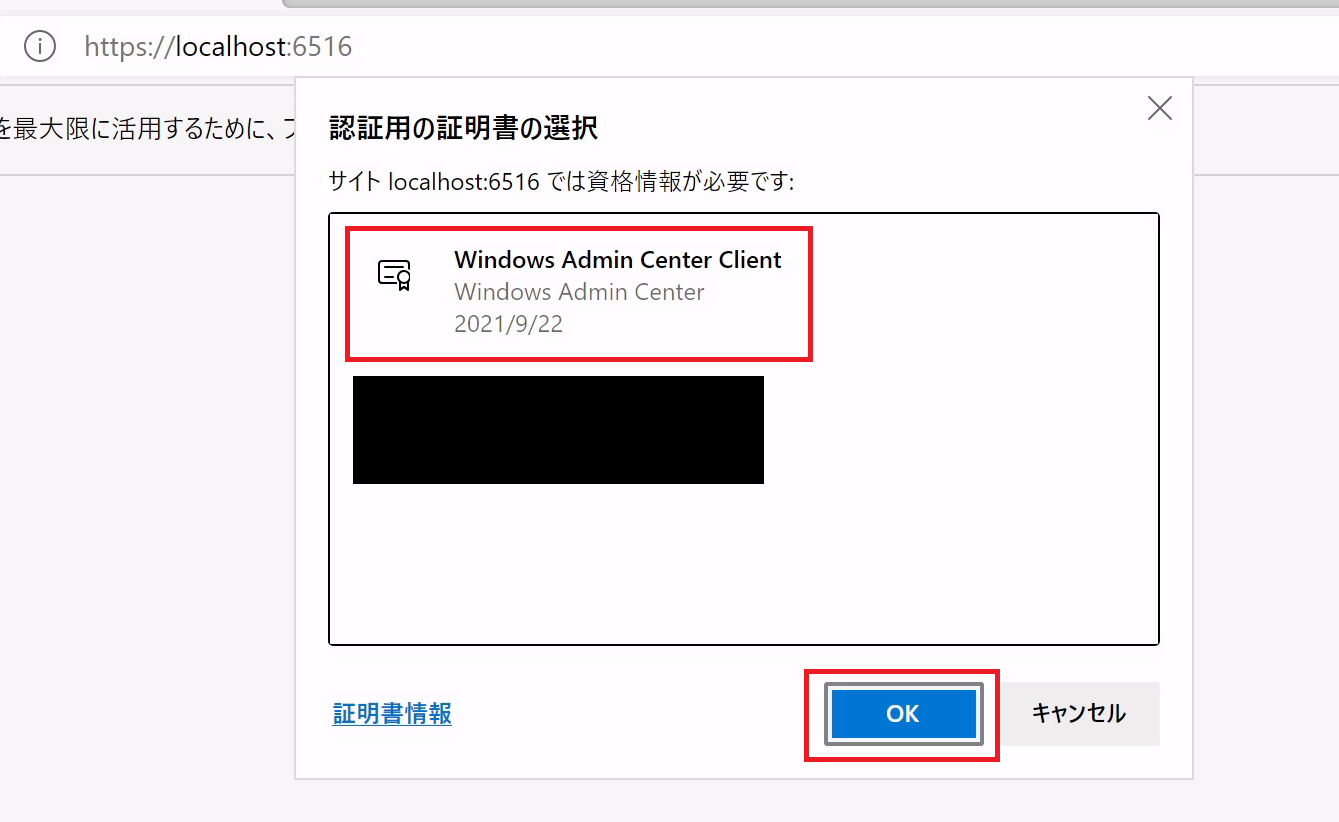 https://localhost:6516
を最大限に活用するために、
認証用の証明書の選択
サイト localhost:6516 では資格情報が必要です:
Windows Admin Center Client
Windows Admin Center
2021/9/22
証明書情報
OK
キャンセル